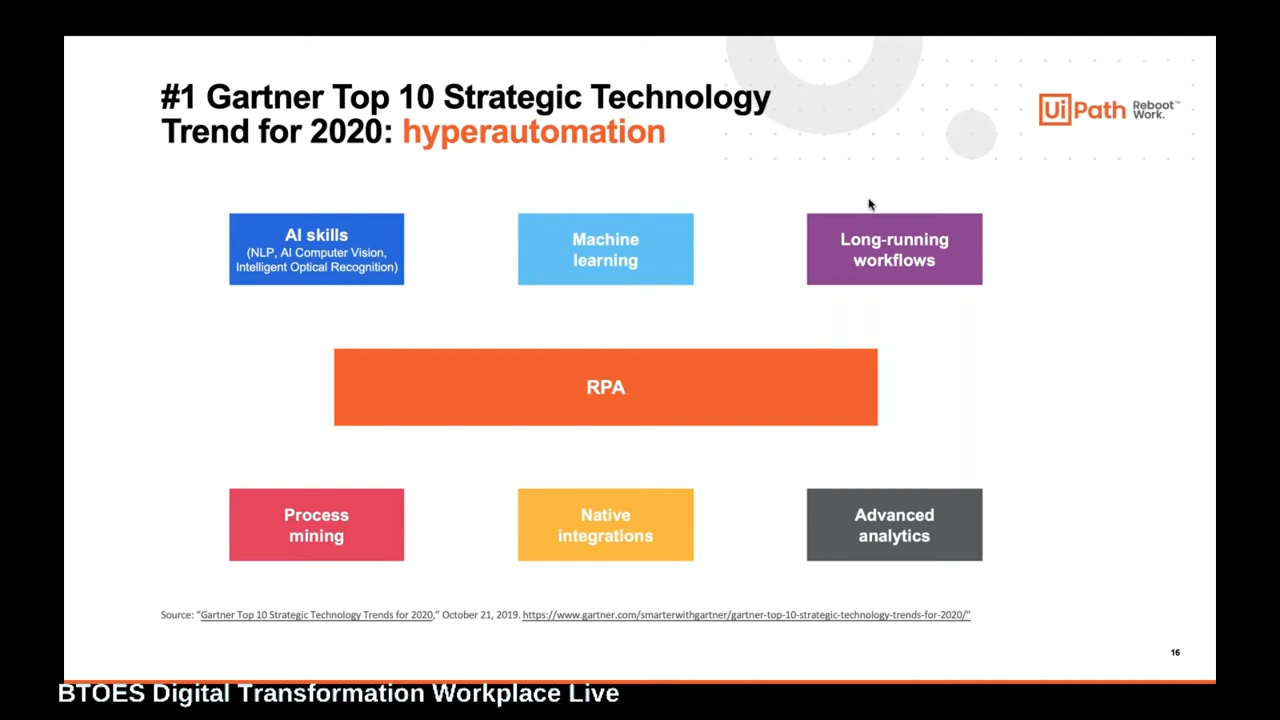 #1 Gartner Top 10 Strategic Technology
Trend for 2020: hyperautomation
UiPath Reboot™
Work.
AI skills
(NLP, AI Computer Vision,
Intelligent Optical Recognition)
Machine
learning
Long-running
workflows
RPA
Process
mining
Native
integrations
Advanced
analytics
Source: “Gartner Top 10 Strategic Technology Trends for 2020,” October 21, 2019. https://www.gartner.com/smarterwithgartner/gartner-top-10-strategic-technology-trends-for-2020/"
16
BTOES Digital Transformation Workplace Live